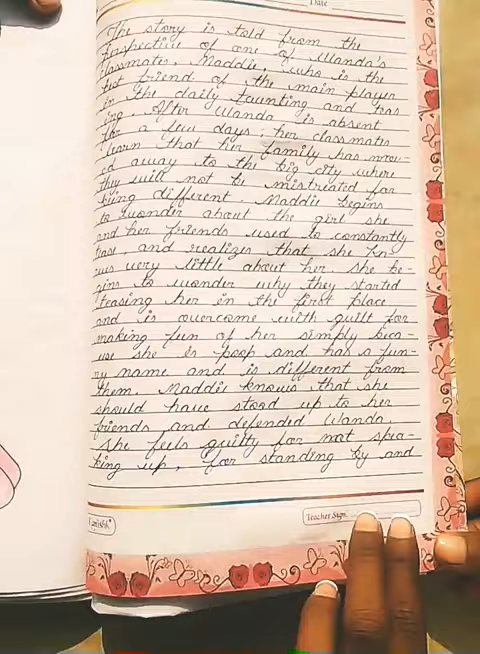 Date
The story is told from the
perspective of one of Wanda's
classmates, Maddie, who is the
best friend of the main player
in the daily taunting and teas
ing. After Wanda is absent
for a few days, her classmates
learn that her family has mov-
ed away to the big city where
they will not be mistreated for
being different. Maddie begins
to wonder about the girl she
and her friends used to constantly
tease, and realizes that she kn
ows very little about her. She be-
gins to wonder why they started
teasing her in the first place
and is overcome with guilt for
making fun of her simply beca-
use she is poor and has a fun-
ny name and is different from
them. Maddie knows that she
should have stood up to her
friends and defended Wanda.
She feels guilty for not spea-
king up, for standing by and
Teacher Sign